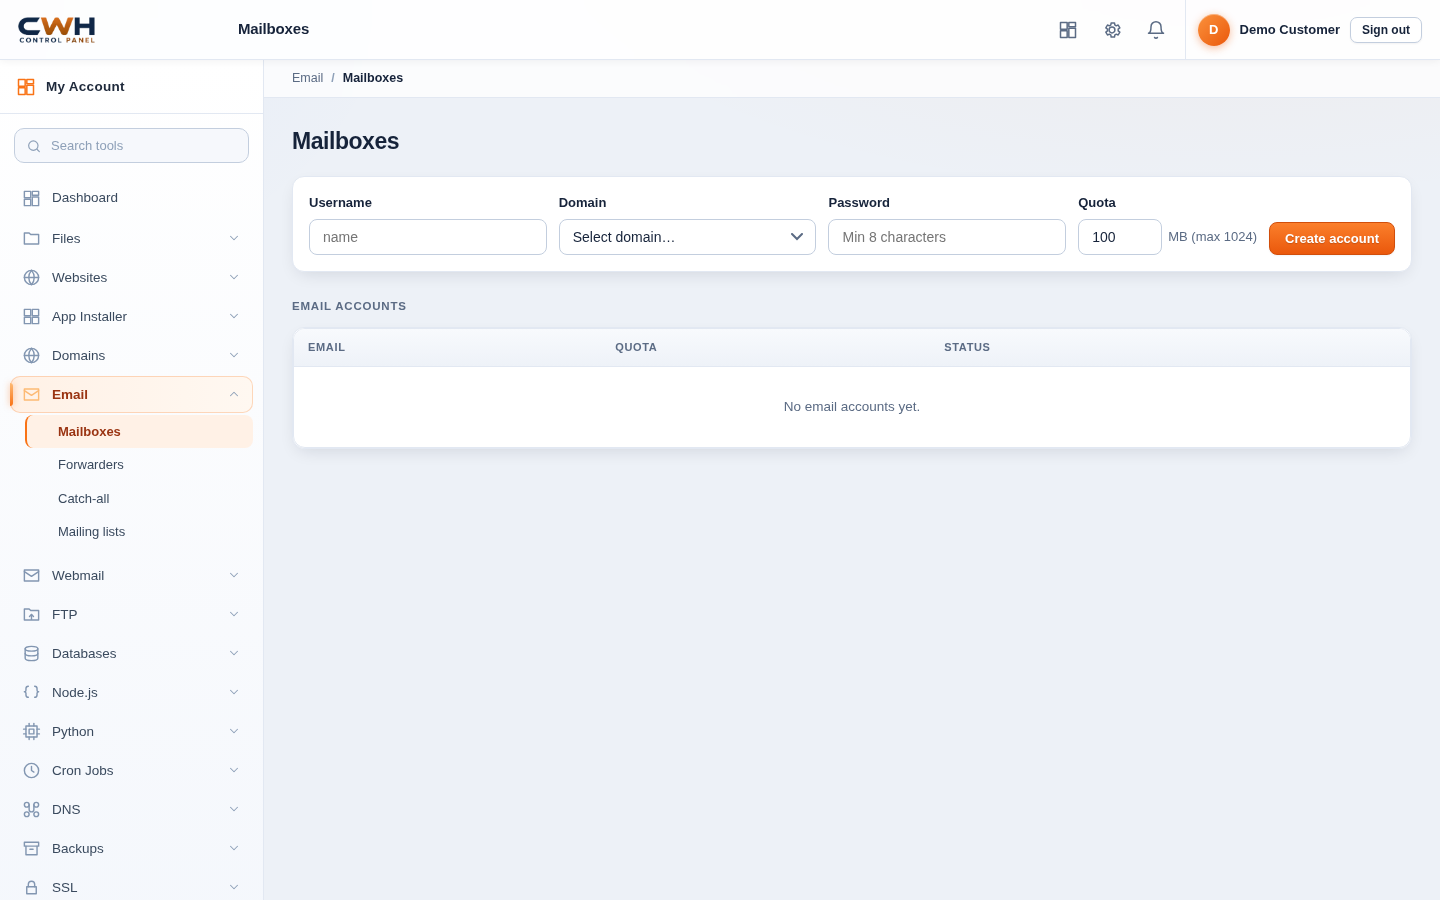 CWH
CONTROL PANEL
Mailboxes
D
Demo Customer
Sign out
My Account
Search tools
Dashboard
Files
Websites
App Installer
Domains
Email
Mailboxes
Forwarders
Catch-all
Mailing lists
Webmail
FTP
Databases
Node.js
Python
Cron Jobs
DNS
Backups
SSL
Email / Mailboxes
Mailboxes
Username Domain Password Quota
name Select domain… Min 8 characters 100 MB (max 1024) Create account
EMAIL ACCOUNTS
EMAIL QUOTA STATUS
No email accounts yet.